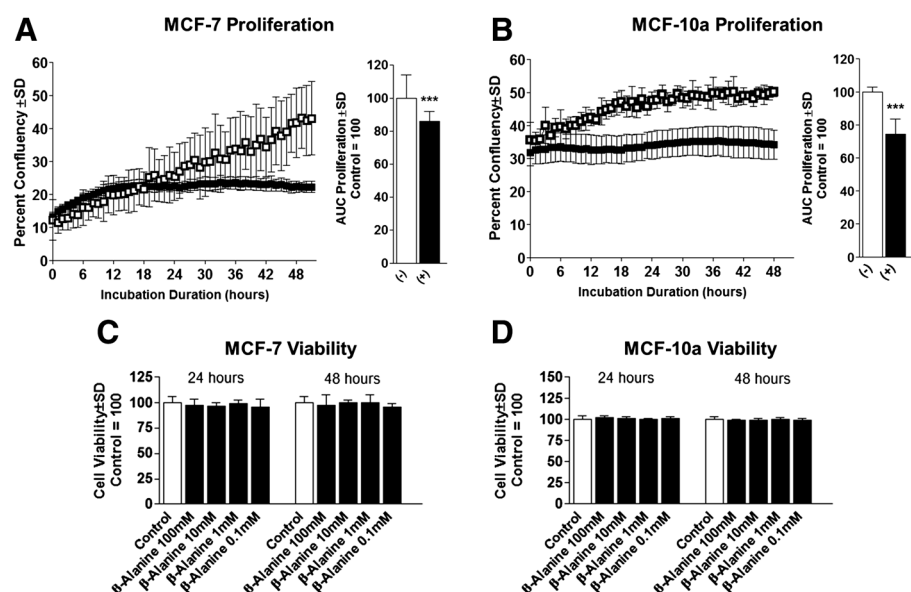 A
MCF-7 Proliferation
Percent Confluency ±SD
60
50
40
30
20
10
0
0 6 12 18 24 30 36 42 48
Incubation Duration (hours)
AUC Proliferation ±SD
Control = 100
120
100
80
60
40
20
0
***
(-) (+)
B
MCF-10a Proliferation
Percent Confluency±SD
60
50
40
30
20
10
0
0 6 12 18 24 30 36 42 48
Incubation Duration (hours)
AUC Proliferation ±SD
Control = 100
120
100
80
60
40
20
0
***
(-) (+)
C
MCF-7 Viability
Cell Viability±SD
Control = 100
125
100
75
50
25
0
24 hours
48 hours
Control
β-Alanine 100mM
β-Alanine 10mM
β-Alanine 1mM
β-Alanine 0.1mM
Control
β-Alanine 100mM
β-Alanine 10mM
β-Alanine 1mM
β-Alanine 0.1mM
D
MCF-10a Viability
Cell Viability±SD
Control = 100
150
125
100
75
50
25
0
24 hours
48 hours
Control
β-Alanine 100mM
β-Alanine 10mM
β-Alanine 1mM
β-Alanine 0.1mM
Control
β-Alanine 100mM
β-Alanine 10mM
β-Alanine 1mM
β-Alanine 0.1mM